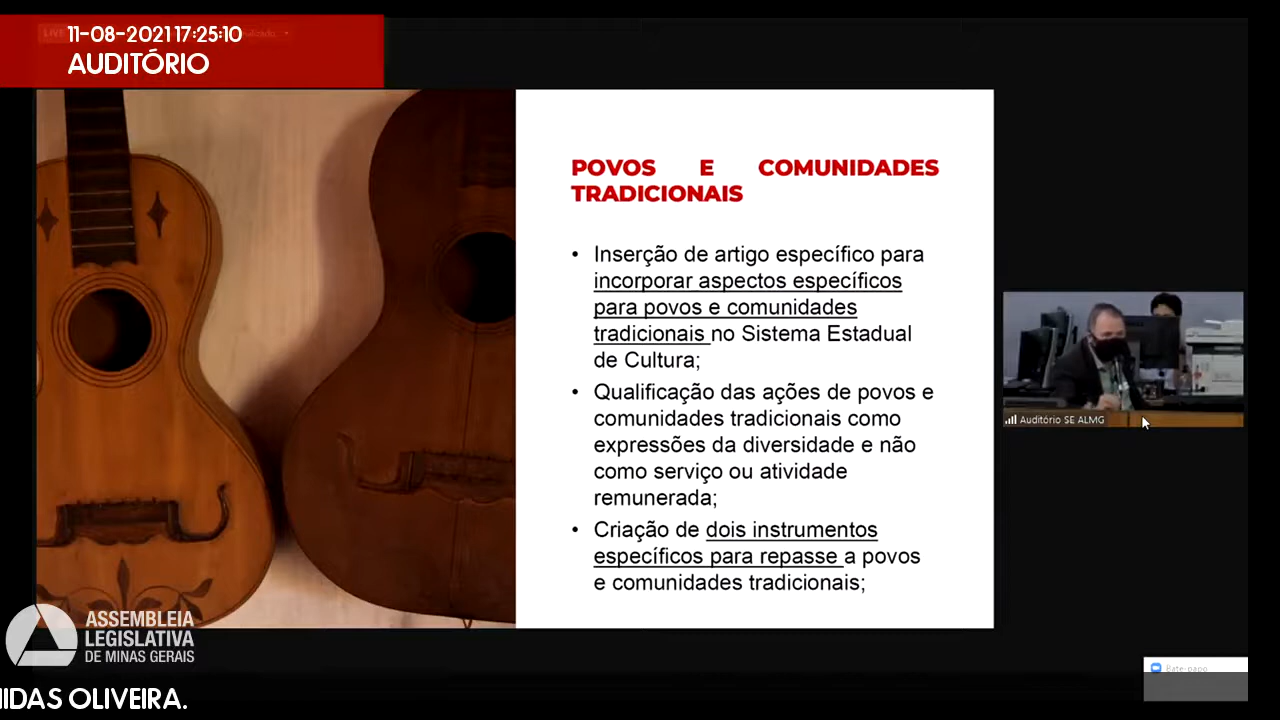 11-08-2021 17:25:10
AUDITÓRIO
POVOS E COMUNIDADES
TRADICIONAIS
• Inserção de artigo específico para
incorporar aspectos específicos
para povos e comunidades
tradicionais no Sistema Estadual
de Cultura;
• Qualificação das ações de povos e
comunidades tradicionais como
expressões da diversidade e não
como serviço ou atividade
remunerada;
• Criação de dois instrumentos
específicos para repasse a povos
e comunidades tradicionais;
Auditório SE ALMG
ASSEMBLEIA
LEGISLATIVA
DE MINAS GERAIS
Bate-papo
IDAS OLIVEIRA.